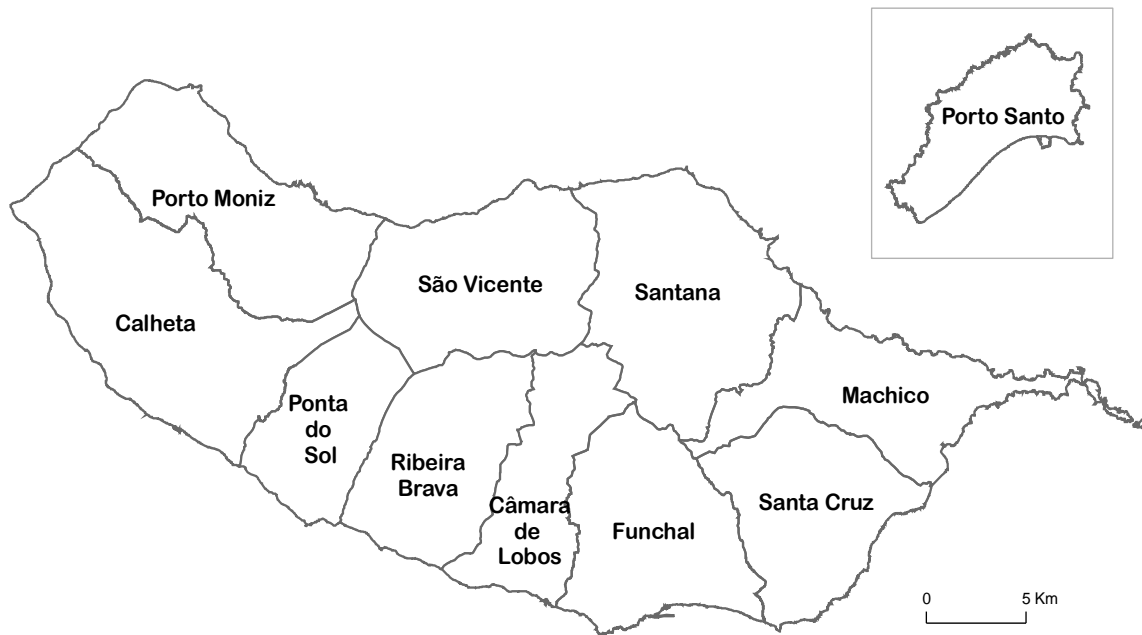 Porto Santo
Porto Moniz
São Vicente
Santana
Calheta
Machico
Ponta
do
Sol
Ribeira
Brava
Câmara
de
Lobos
Funchal
Santa Cruz
0 5 Km